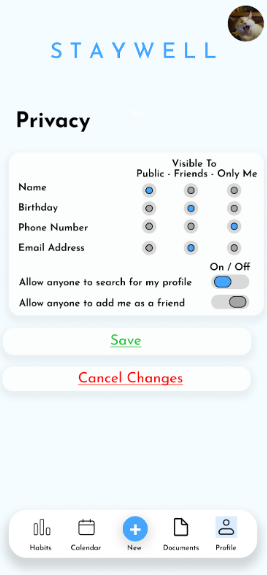 STAYWELL
Privacy
Visible To
Public - Friends - Only Me
Name
Birthday
Phone Number
Email Address
On / Off
Allow anyone to search for my profile
Allow anyone to add me as a friend
Save
Cancel Changes
Habits Calendar New Documents Profile